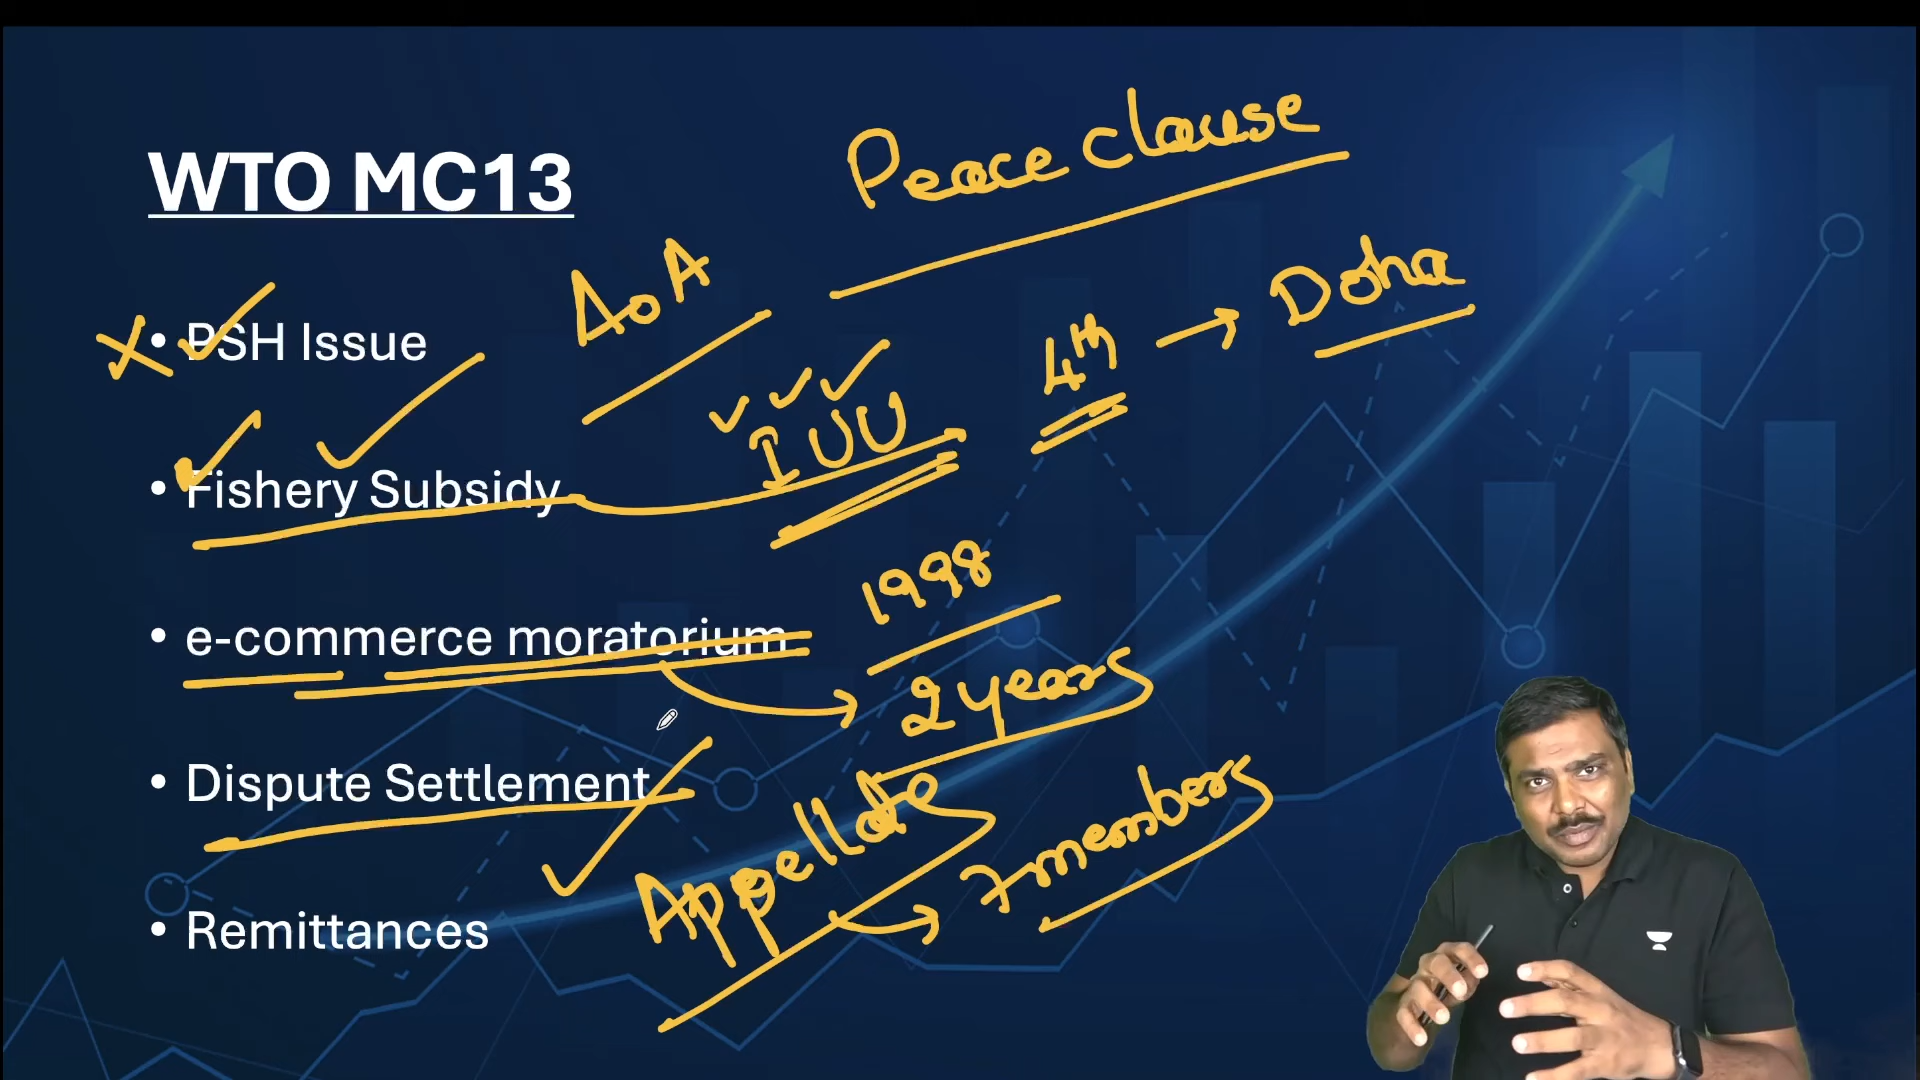 WTO MC13
Peace clause
• PSH Issue
AoA
4th → Doha
IUU
• Fishery Subsidy
1998
• e-commerce moratorium
2 years
• Dispute Settlement
Appellate
7 members
• Remittances